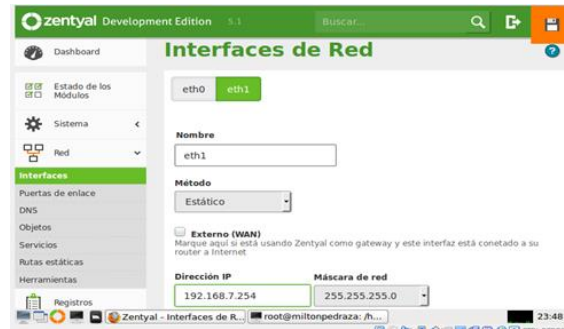 zentyal Development Edition 5.1 Buscar...
Dashboard
Interfaces de Red
Estado de los
Módulos
eth0 eth1
Sistema
Nombre
Red
eth1
Interfaces
Método
Puertas de enlace
Estático
DNS
Objetos
Externo (WAN)
Servicios
Marque aquí si está usando Zentyal como gateway y este interfaz está conetado a su
router a Internet
Rutas estáticas
Herramientas
Dirección IP Máscara de red
Registros
192.168.7.254 255.255.255.0
Zentyal - Interfaces de R... root@miltonpedraza: /h... 23:48